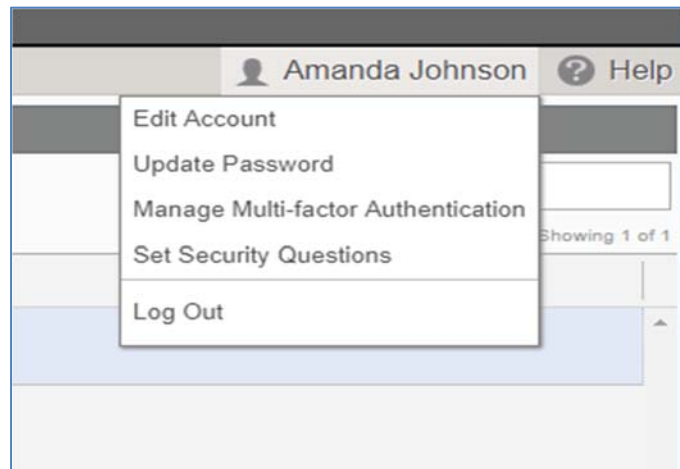 Amanda Johnson Help
Edit Account
Update Password
Manage Multi-factor Authentication
Showing 1 of 1
Set Security Questions
Log Out